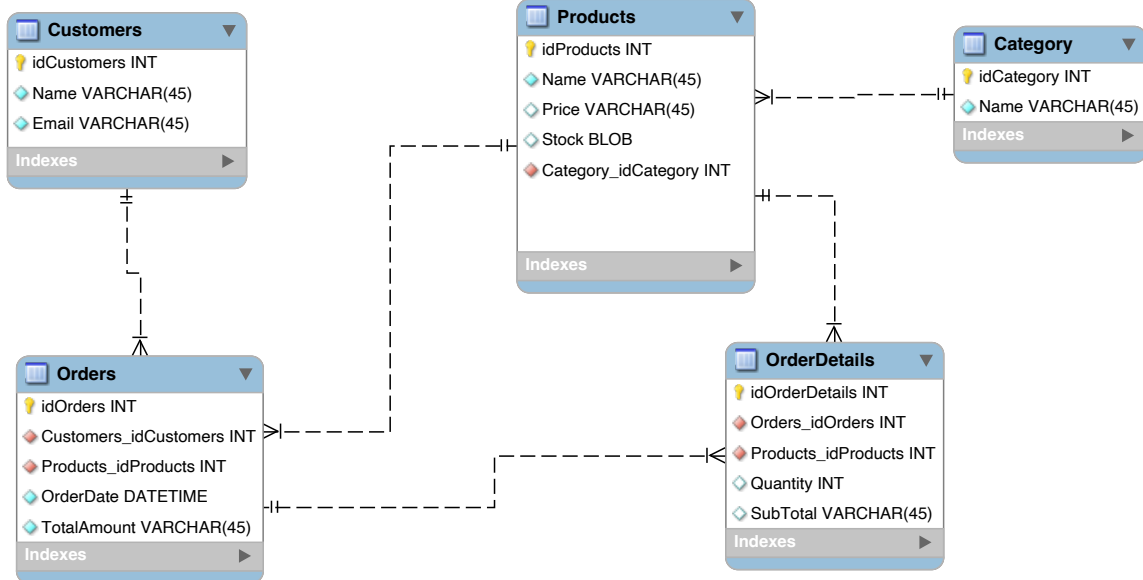 Customers
idCustomers INT
Name VARCHAR(45)
Email VARCHAR(45)
Indexes
Products
idProducts INT
Name VARCHAR(45)
Price VARCHAR(45)
Stock BLOB
Category_idCategory INT
Indexes
Category
idCategory INT
Name VARCHAR(45)
Indexes
Orders
idOrders INT
Customers_idCustomers INT
Products_idProducts INT
OrderDate DATETIME
TotalAmount VARCHAR(45)
Indexes
OrderDetails
idOrderDetails INT
Orders_idOrders INT
Products_idProducts INT
Quantity INT
SubTotal VARCHAR(45)
Indexes